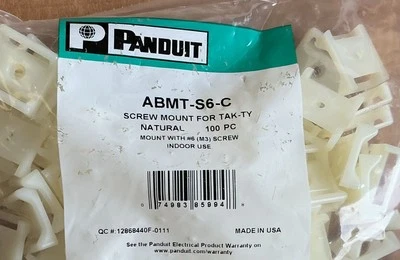 P PANDUIT
ABMT-S6-C
SCREW MOUNT FOR TAK-TY
NATURAL 100 PC
MOUNT WITH #6 (M3) SCREW
INDOOR USE
0 74983 85994
QC #: 12868440F-0111 MADE IN USA
See the Panduit Electrical Product Warranty on
www.panduit.com/warranty